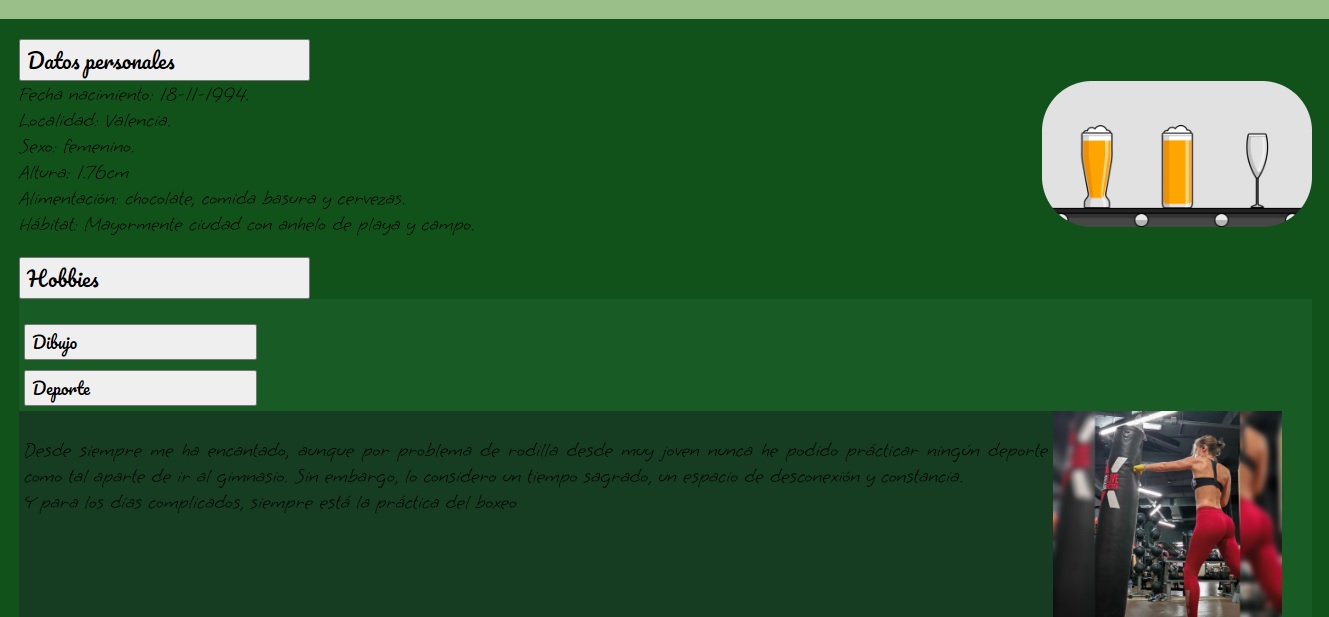 Datos personales
Fecha nacimiento: 18-11-1994.
Localidad: Valencia.
Sexo: femenino.
Altura: 1.76cm
Alimentación: chocolate, comida basura y cervezas.
Hábitat: Mayormente ciudad con anhelo de playa y campo.
Hobbies
Dibujo
Deporte
Desde siempre me ha encantado, aunque por problema de rodilla desde muy joven nunca he podido prácticar ningún deporte
como tal aparte de ir al gimnasio. Sin embargo, lo considero un tiempo sagrado, un espacio de desconexión y constancia.
Y para los días complicados, siempre está la práctica del boxeo